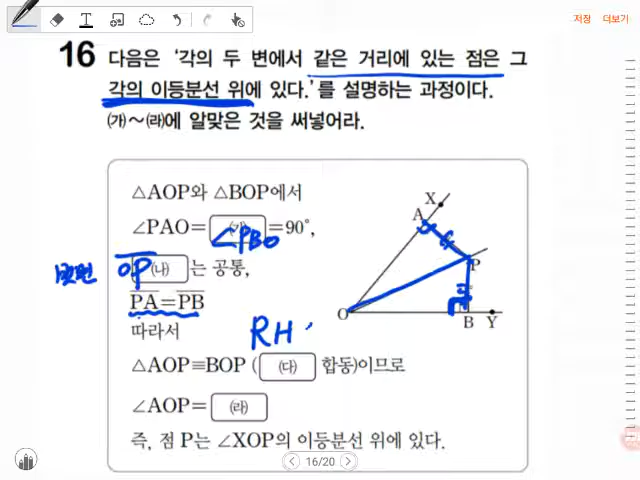 저장 더보기
16 다음은 '각의 두 변에서 같은 거리에 있는 점은 그
각의 이등분선 위에 있다.'를 설명하는 과정이다.
㈎~㈑에 알맞은 것을 써넣어라.
△AOP와 △BOP에서
∠PAO= ㈎ ∠PBO =90°,
빗변 OP ㈏ 는 공통,
PA=PB
따라서 RH
△AOP≡BOP ( ㈐ 합동)이므로
∠AOP= ㈑
즉, 점 P는 ∠XOP의 이등분선 위에 있다.
X
A
P
O
B Y
16/20